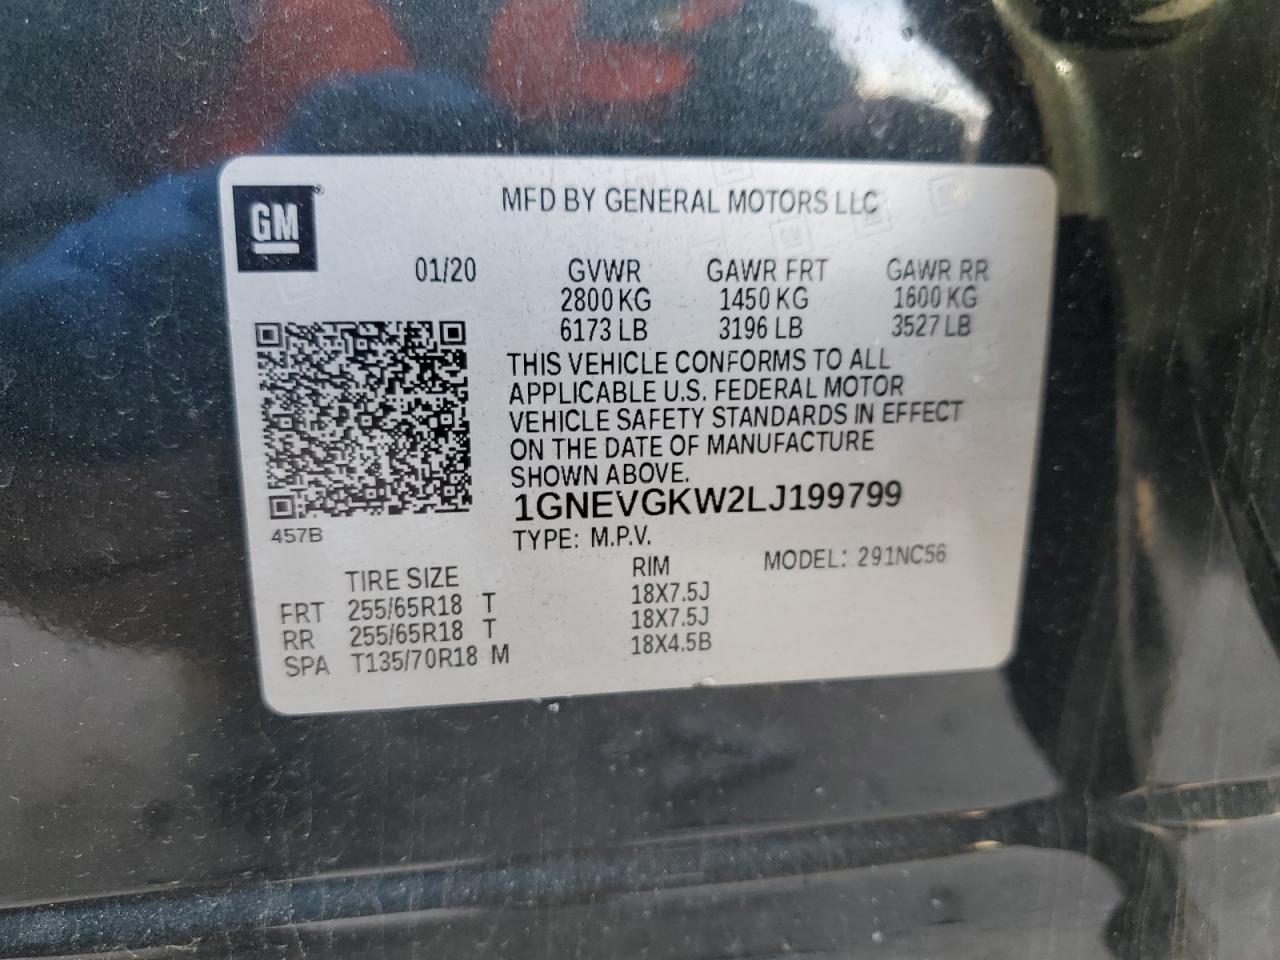 GM
MFD BY GENERAL MOTORS LLC
01/20 GVWR GAWR FRT GAWR RR
2800 KG 1450 KG 1600 KG
6173 LB 3196 LB 3527 LB
THIS VEHICLE CONFORMS TO ALL
APPLICABLE U.S. FEDERAL MOTOR
VEHICLE SAFETY STANDARDS IN EFFECT
ON THE DATE OF MANUFACTURE
SHOWN ABOVE.
1GNEVGKW2LJ199799
457B
TYPE: M.P.V. MODEL: 291NC56
TIRE SIZE RIM
FRT 255/65R18 T 18X7.5J
RR 255/65R18 T 18X7.5J
SPA T135/70R18 M 18X4.5B